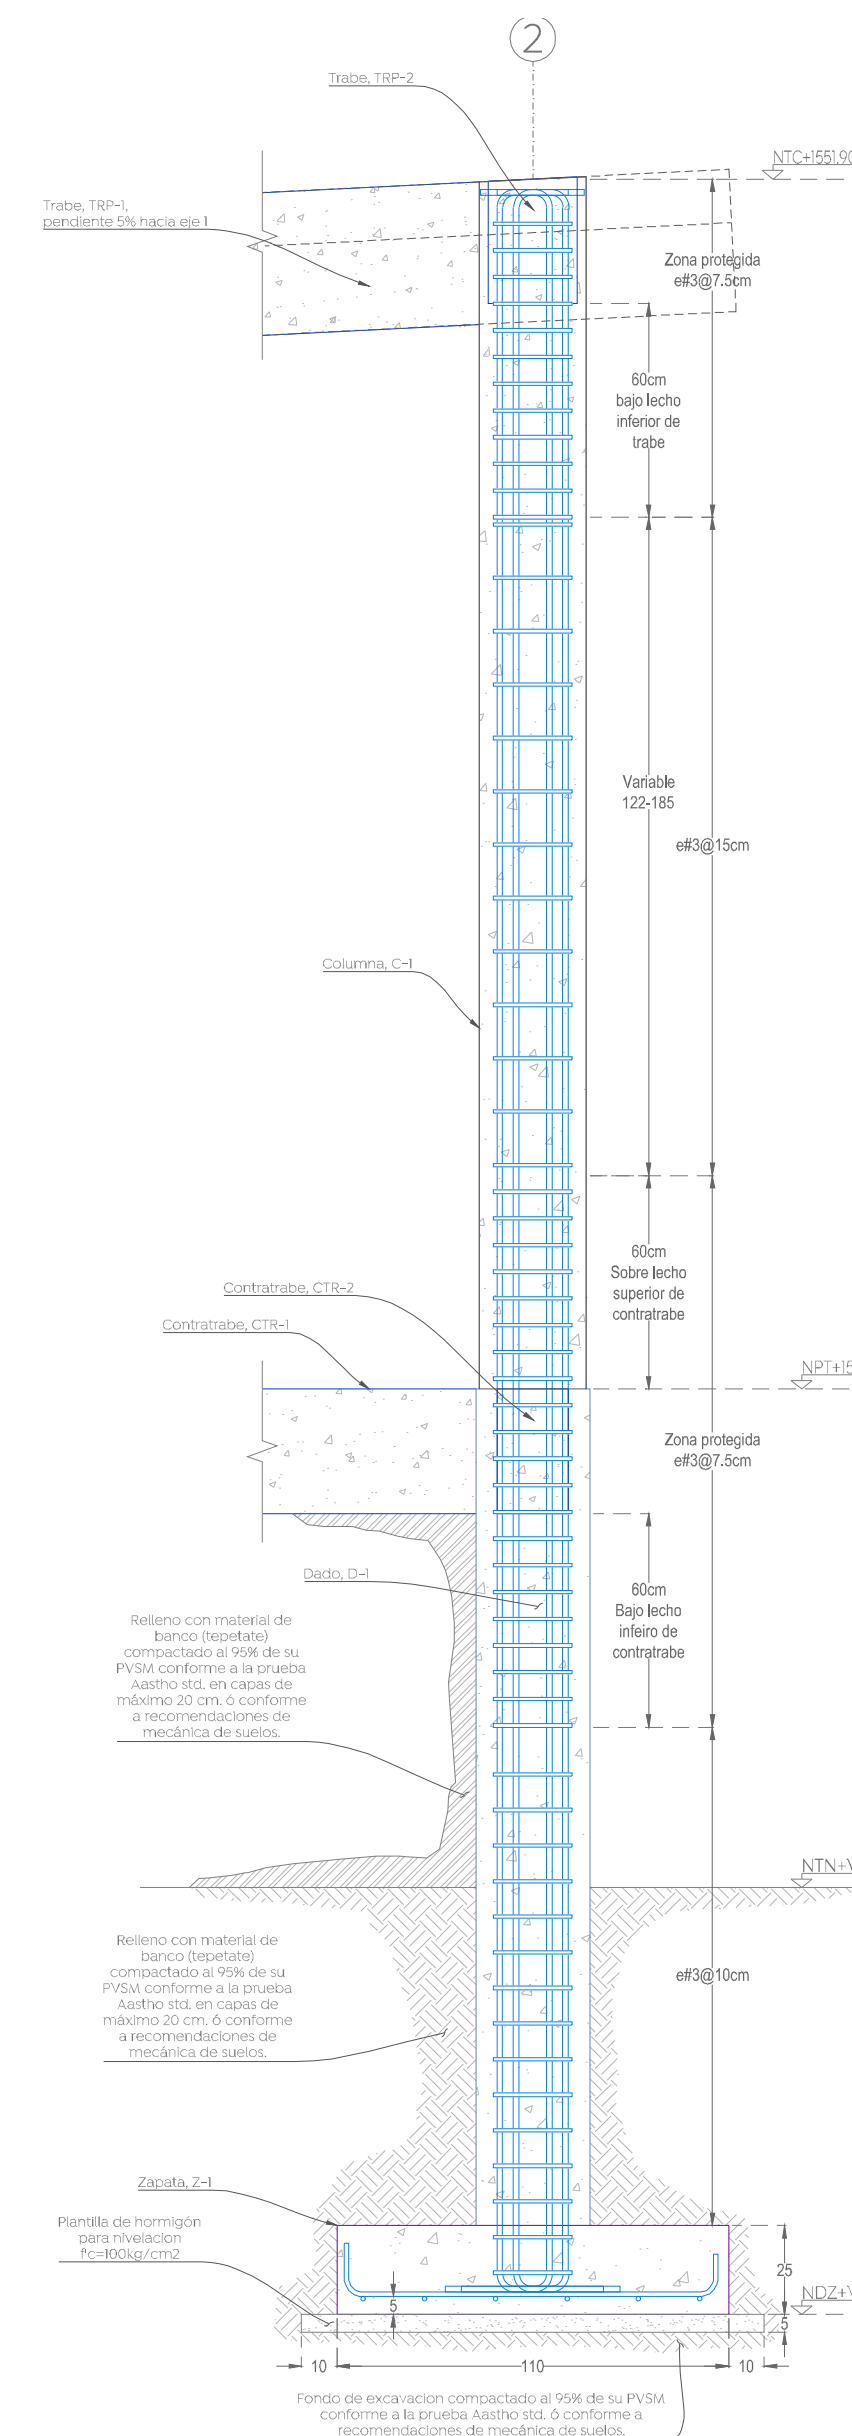 2
Trabe, TRP-2
NTC+1551.90
Trabe, TRP-1,
pendiente 5% hacia eje 1
Zona protegida
e#3@7.5cm
60cm
bajo lecho
inferior de
trabe
Variable
122-185
e#3@15cm
Columna, C-1
60cm
Sobre lecho
superior de
contratrabe
Contratrabe, CTR-2
Contratrabe, CTR-1
NPT+15
Zona protegida
e#3@7.5cm
Dado, D-1
60cm
Bajo lecho
infeiro de
contratrabe
Relleno con material de
banco (tepetate)
compactado al 95% de su
PVSM conforme a la prueba
Aastho std. en capas de
máximo 20 cm. ó conforme
a recomendaciones de
mecánica de suelos.
NTN+V
Relleno con material de
banco (tepetate)
compactado al 95% de su
PVSM conforme a la prueba
Aastho std. en capas de
máximo 20 cm. ó conforme
a recomendaciones de
mecánica de suelos.
e#3@10cm
Zapata, Z-1
Plantilla de hormigón
para nivelacion
f'c=100kg/cm2
25
NDZ+V
5
5
10
110
10
Fondo de excavacion compactado al 95% de su PVSM
conforme a la prueba Aastho std. ó conforme a
recomendaciones de mecánica de suelos.